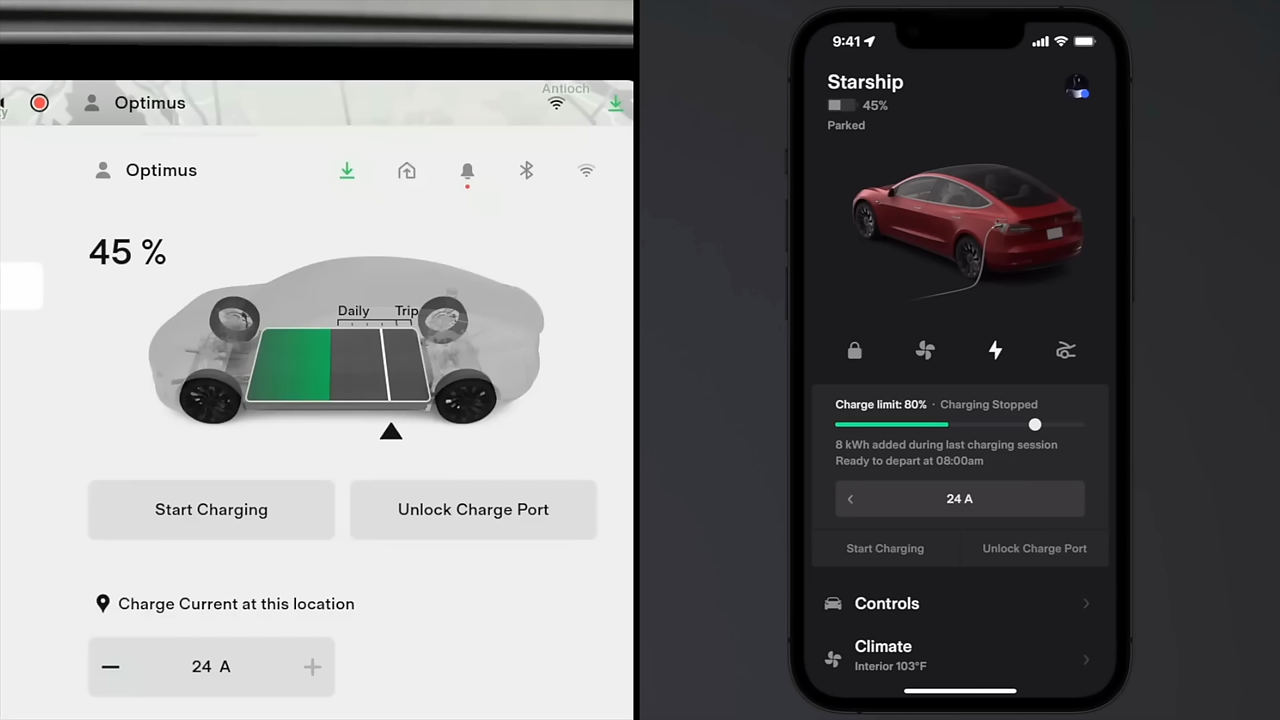 Antioch
Optimus
Optimus
45 %
Daily Trip
Start Charging
Unlock Charge Port
Charge Current at this location
24 A
9:41
Starship
45%
Parked
Charge limit: 80% · Charging Stopped
8 kWh added during last charging session
Ready to depart at 08:00am
24 A
Start Charging
Unlock Charge Port
Controls
Climate
Interior 103°F